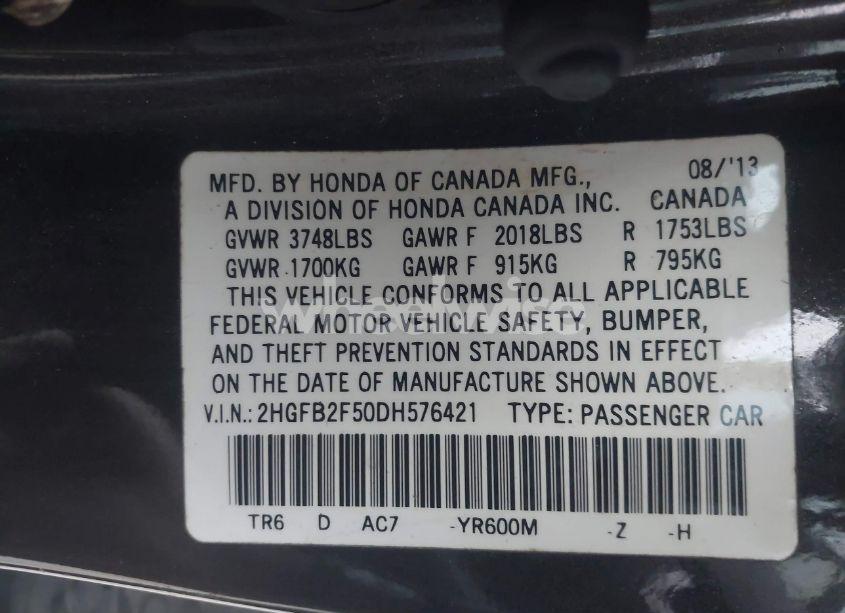 MFD. BY HONDA OF CANADA MFG., 08/'13
A DIVISION OF HONDA CANADA INC. CANADA
GVWR 3748LBS GAWR F 2018LBS R 1753LBS
GVWR 1700KG GAWR F 915KG R 795KG
THIS VEHICLE CONFORMS TO ALL APPLICABLE
FEDERAL MOTOR VEHICLE SAFETY, BUMPER,
AND THEFT PREVENTION STANDARDS IN EFFECT
ON THE DATE OF MANUFACTURE SHOWN ABOVE.
V.I.N.: 2HGFB2F50DH576421 TYPE: PASSENGER CAR
TR6 D AC7 -YR600M -Z -H